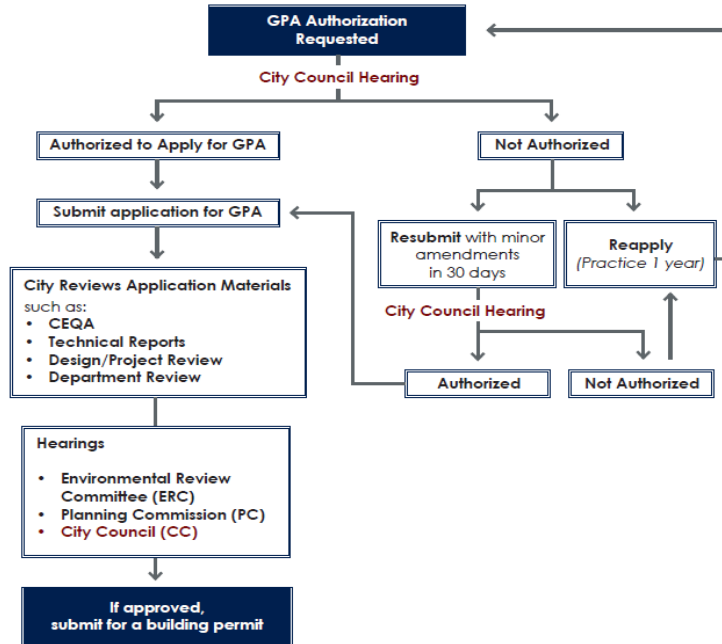 GPA Authorization
Requested
City Council Hearing
Authorized to Apply for GPA
Not Authorized
Submit application for GPA
Resubmit with minor
amendments
in 30 days
Reapply
(Practice 1 year)
City Reviews Application Materials
such as:
• CEQA
• Technical Reports
• Design/Project Review
• Department Review
City Council Hearing
Authorized
Not Authorized
Hearings
• Environmental Review
Committee (ERC)
• Planning Commission (PC)
• City Council (CC)
If approved,
submit for a building permit